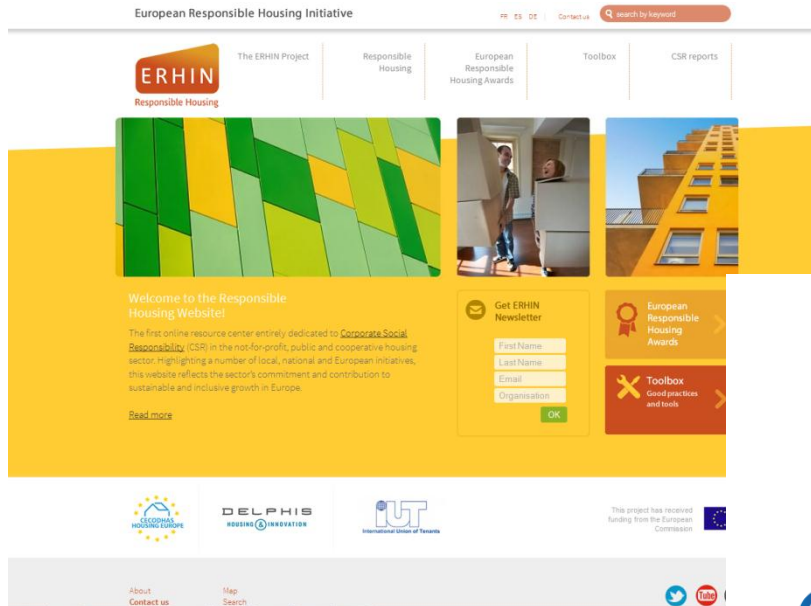 European Responsible Housing Initiative
FR ES DE
Contact us
search by keyword
ERHIN
Responsible Housing
The ERHIN Project
Responsible
Housing
European
Responsible
Housing Awards
Toolbox
CSR reports
Welcome to the Responsible
Housing Website!
The first online resource center entirely dedicated to Corporate Social
Responsibility (CSR) in the not-for-profit, public and cooperative housing
sector. Highlighting a number of local, national and European initiatives,
this website reflects the sector's commitment and contribution to
sustainable and inclusive growth in Europe.
Read more
Get ERHIN
Newsletter
First Name
Last Name
Email
Organisation
OK
European
Responsible
Housing
Awards
Toolbox
Good practices
and tools
CECODHAS
HOUSING EUROPE
DELPHIS
HOUSING & INNOVATION
IUT
International Union of Tenants
This project has received
funding from the European
Commission
About
Contact us
Map
Search
Tube